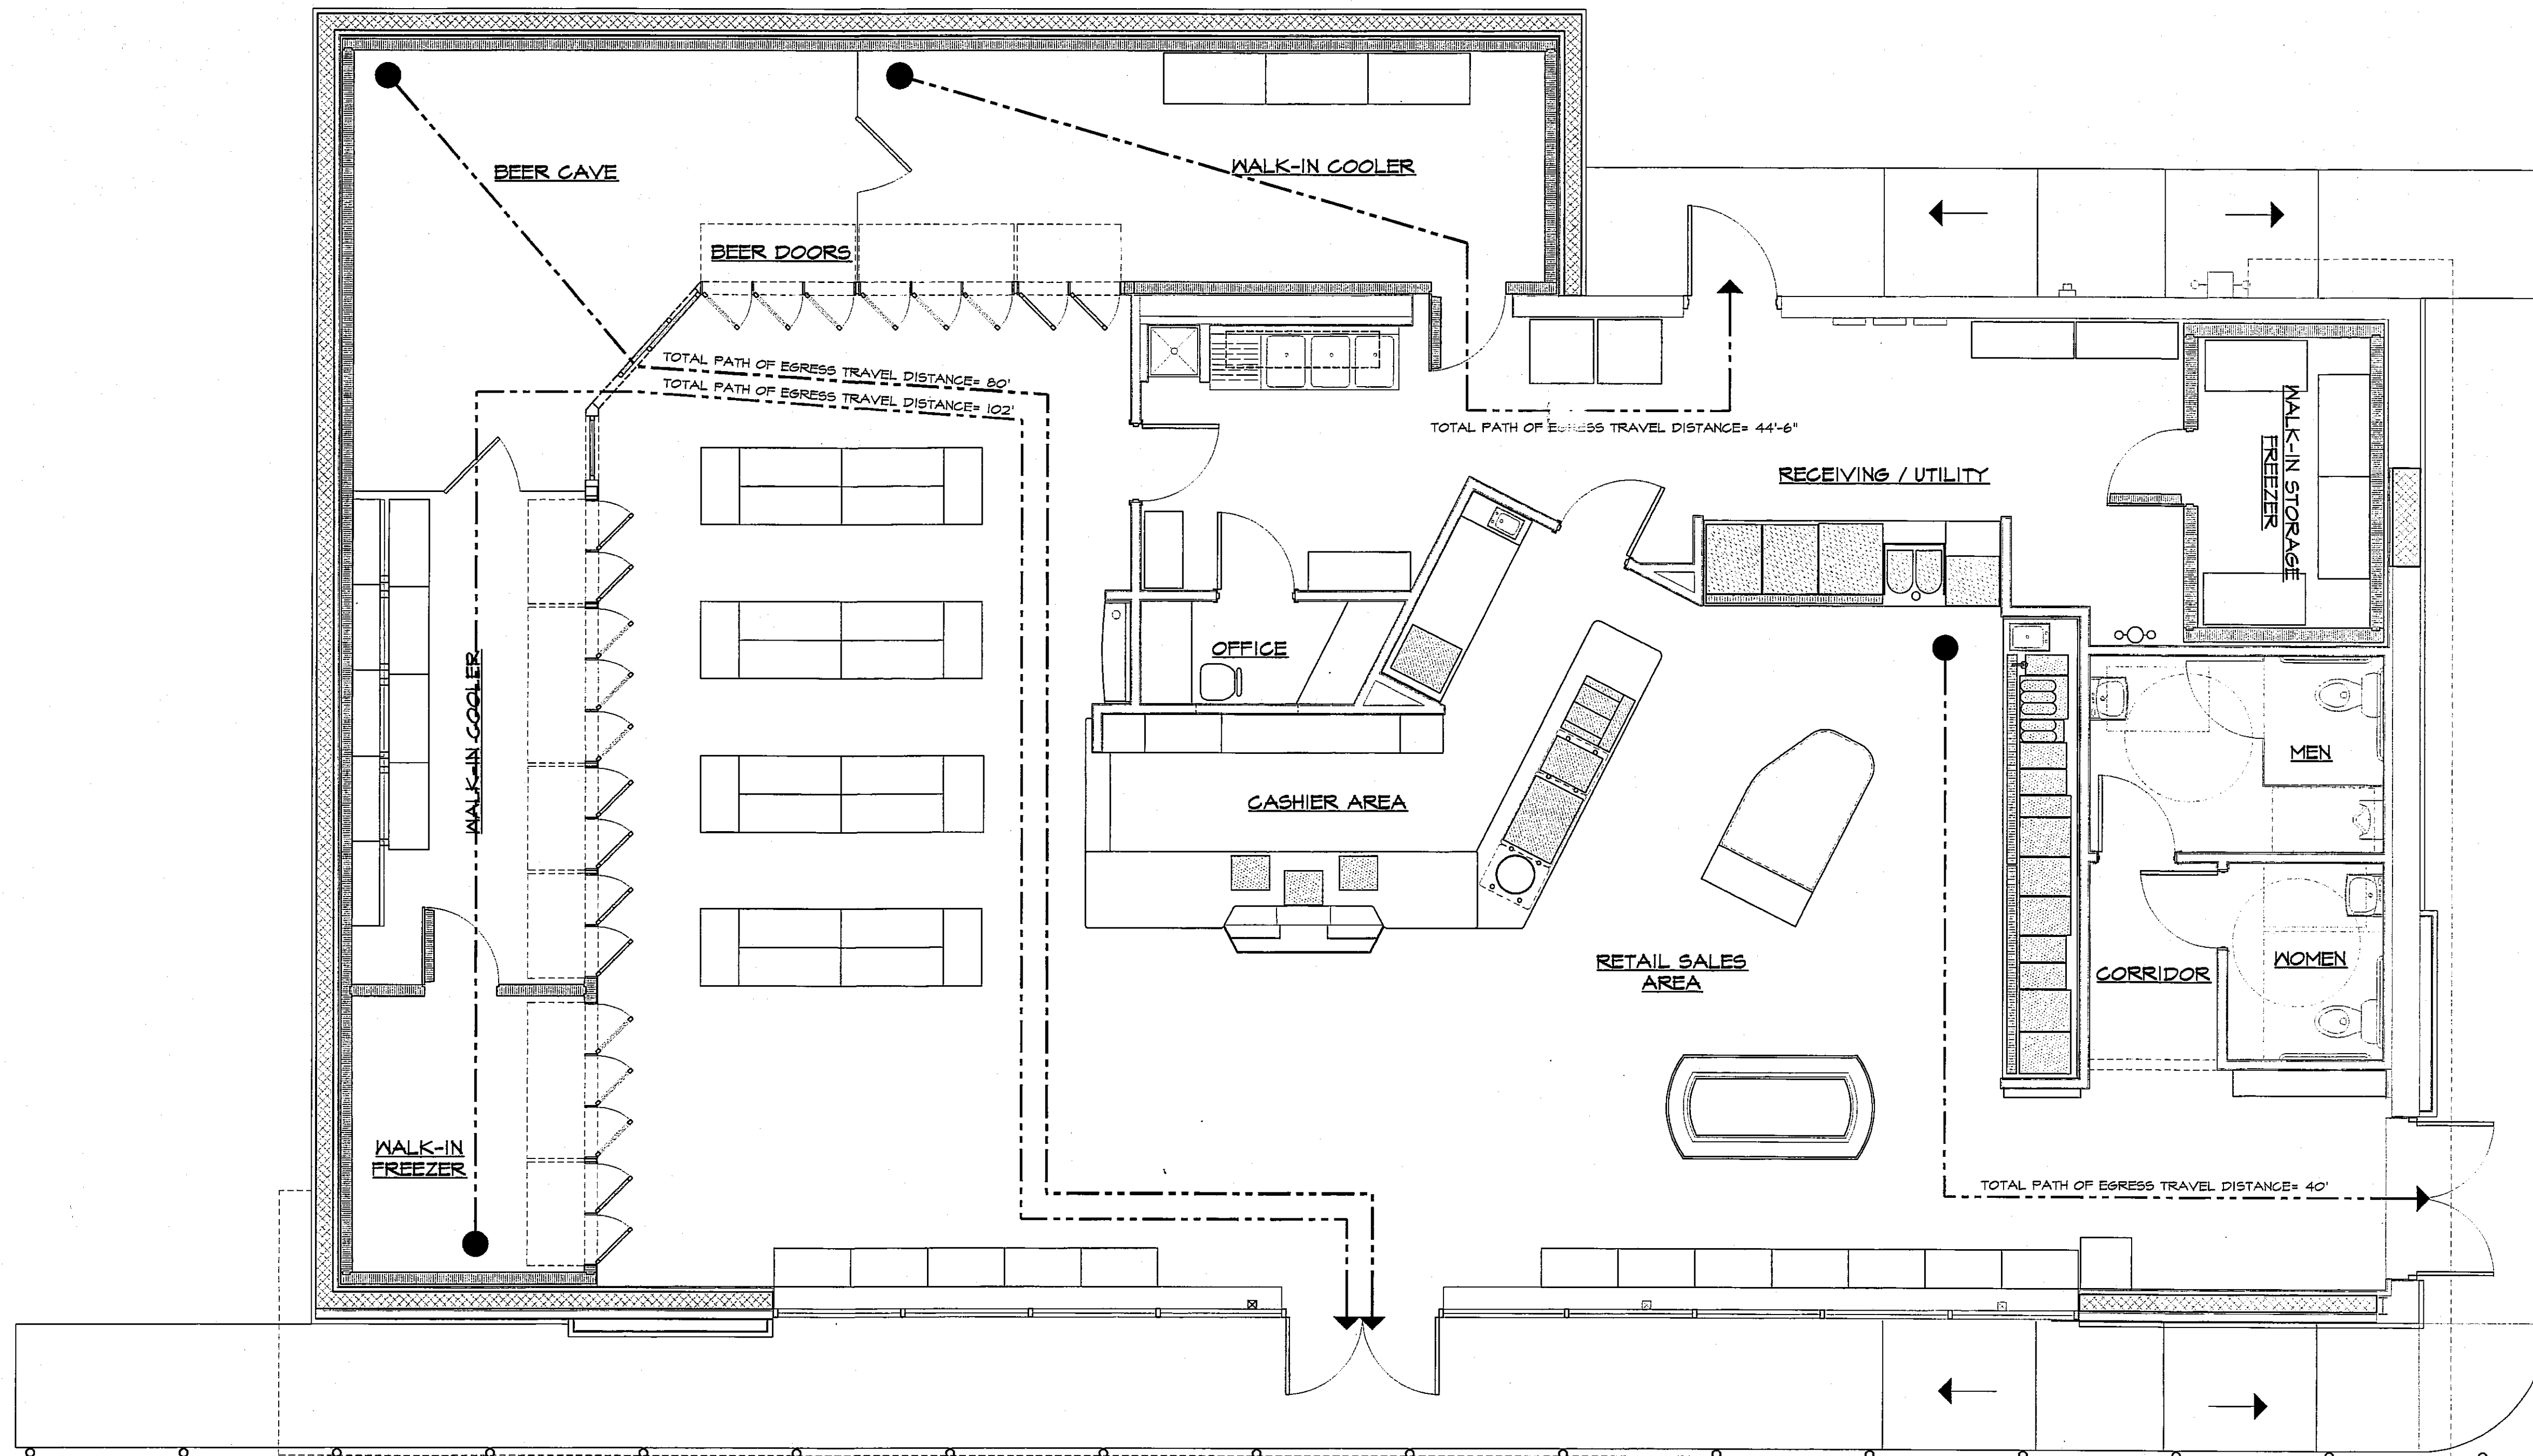 BEER CAVE
WALK-IN COOLER
BEER DOORS
TOTAL PATH OF EGRESS TRAVEL DISTANCE= 80'
TOTAL PATH OF EGRESS TRAVEL DISTANCE= 102'
TOTAL PATH OF EGRESS TRAVEL DISTANCE= 44'-6"
RECEIVING / UTILITY
WALK-IN STORAGE
FREEZER
OFFICE
WALK-IN COOLER
MEN
CASHIER AREA
RETAIL SALES
AREA
WOMEN
CORRIDOR
WALK-IN
FREEZER
TOTAL PATH OF EGRESS TRAVEL DISTANCE= 40'